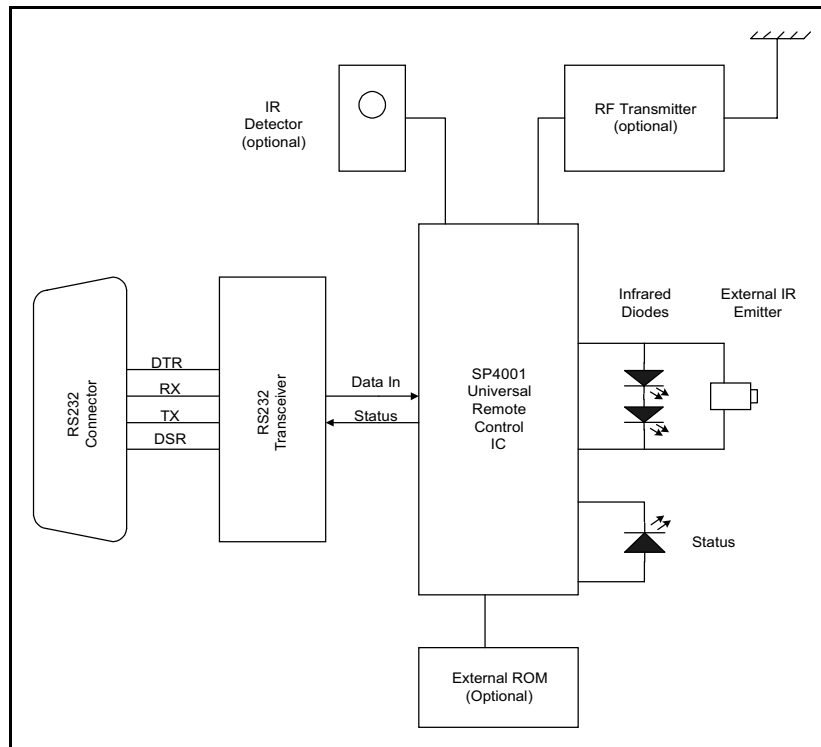 IR
Detector
(optional)
RF Transmitter
(optional)
Infrared
Diodes
External IR
Emitter
RS232
Connector
DTR
RX
TX
DSR
RS232
Transceiver
Data In
Status
SP4001
Universal
Remote
Control
IC
Status
External ROM
(Optional)